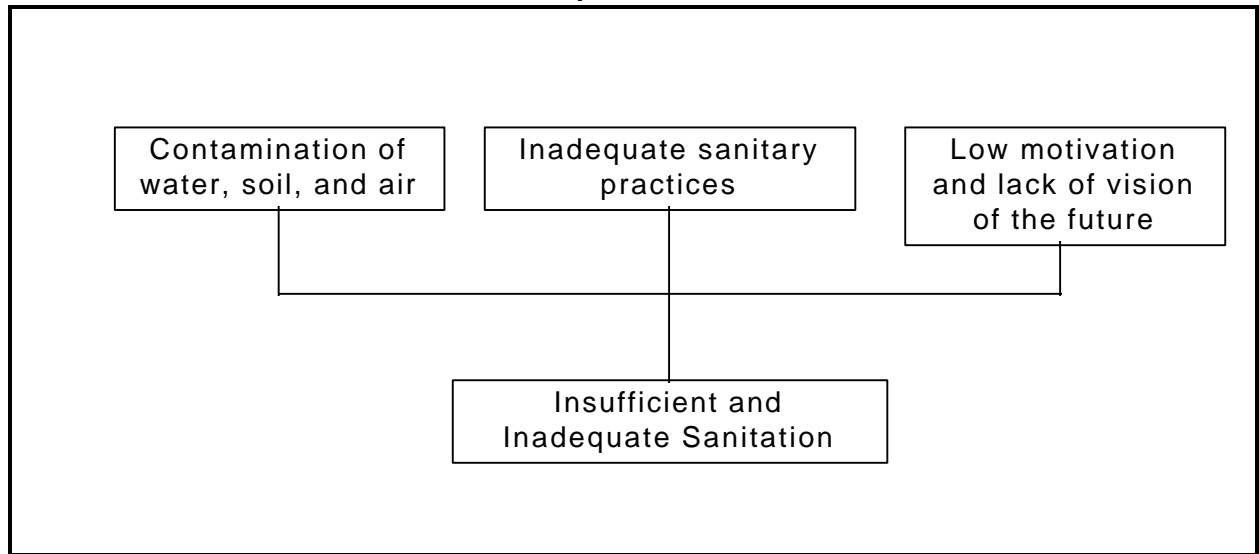 Contamination of
water, soil, and air
Inadequate sanitary
practices
Low motivation
and lack of vision
of the future
Insufficient and
Inadequate Sanitation